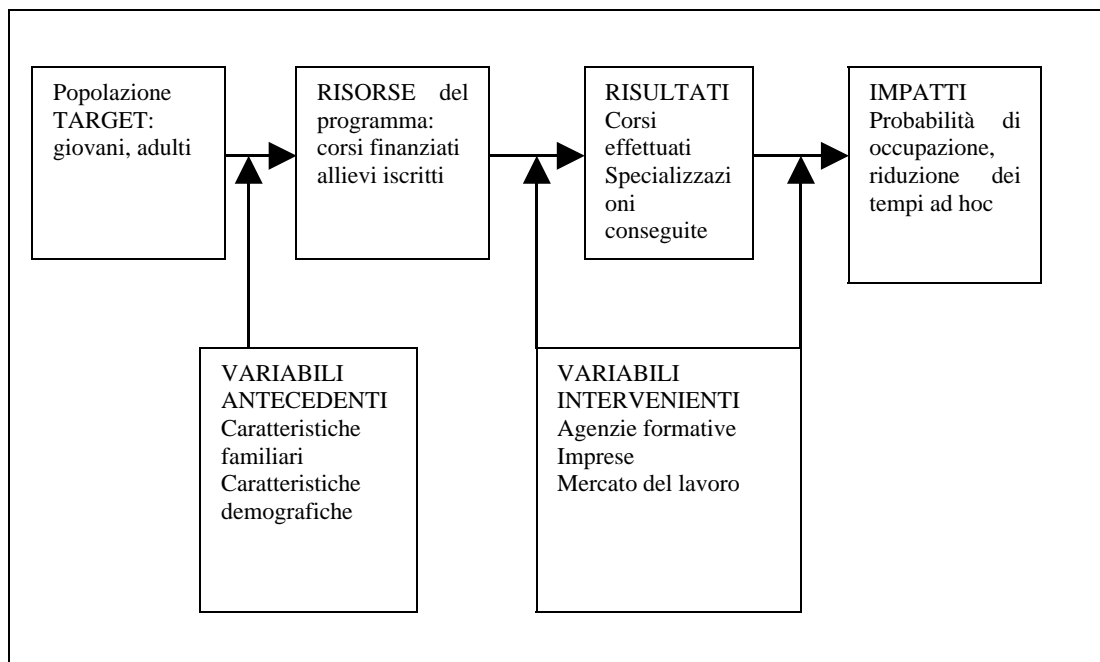 Popolazione
TARGET:
giovani, adulti
RISORSE del
programma:
corsi finanziati
allievi iscritti
RISULTATI
Corsi
effettuati
Specializzazi
oni
conseguite
IMPATTI
Probabilità di
occupazione,
riduzione dei
tempi ad hoc
VARIABILI
ANTECEDENTI
Caratteristiche
familiari
Caratteristiche
demografiche
VARIABILI
INTERVENIENTI
Agenzie formative
Imprese
Mercato del lavoro